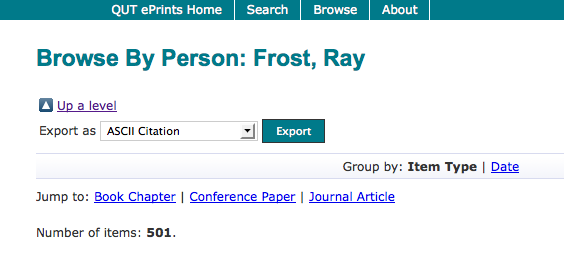 QUT ePrints Home | Search | Browse | About
Browse By Person: Frost, Ray
Up a level
Export as ASCII Citation Export
Group by: Item Type | Date
Jump to: Book Chapter | Conference Paper | Journal Article
Number of items: 501.